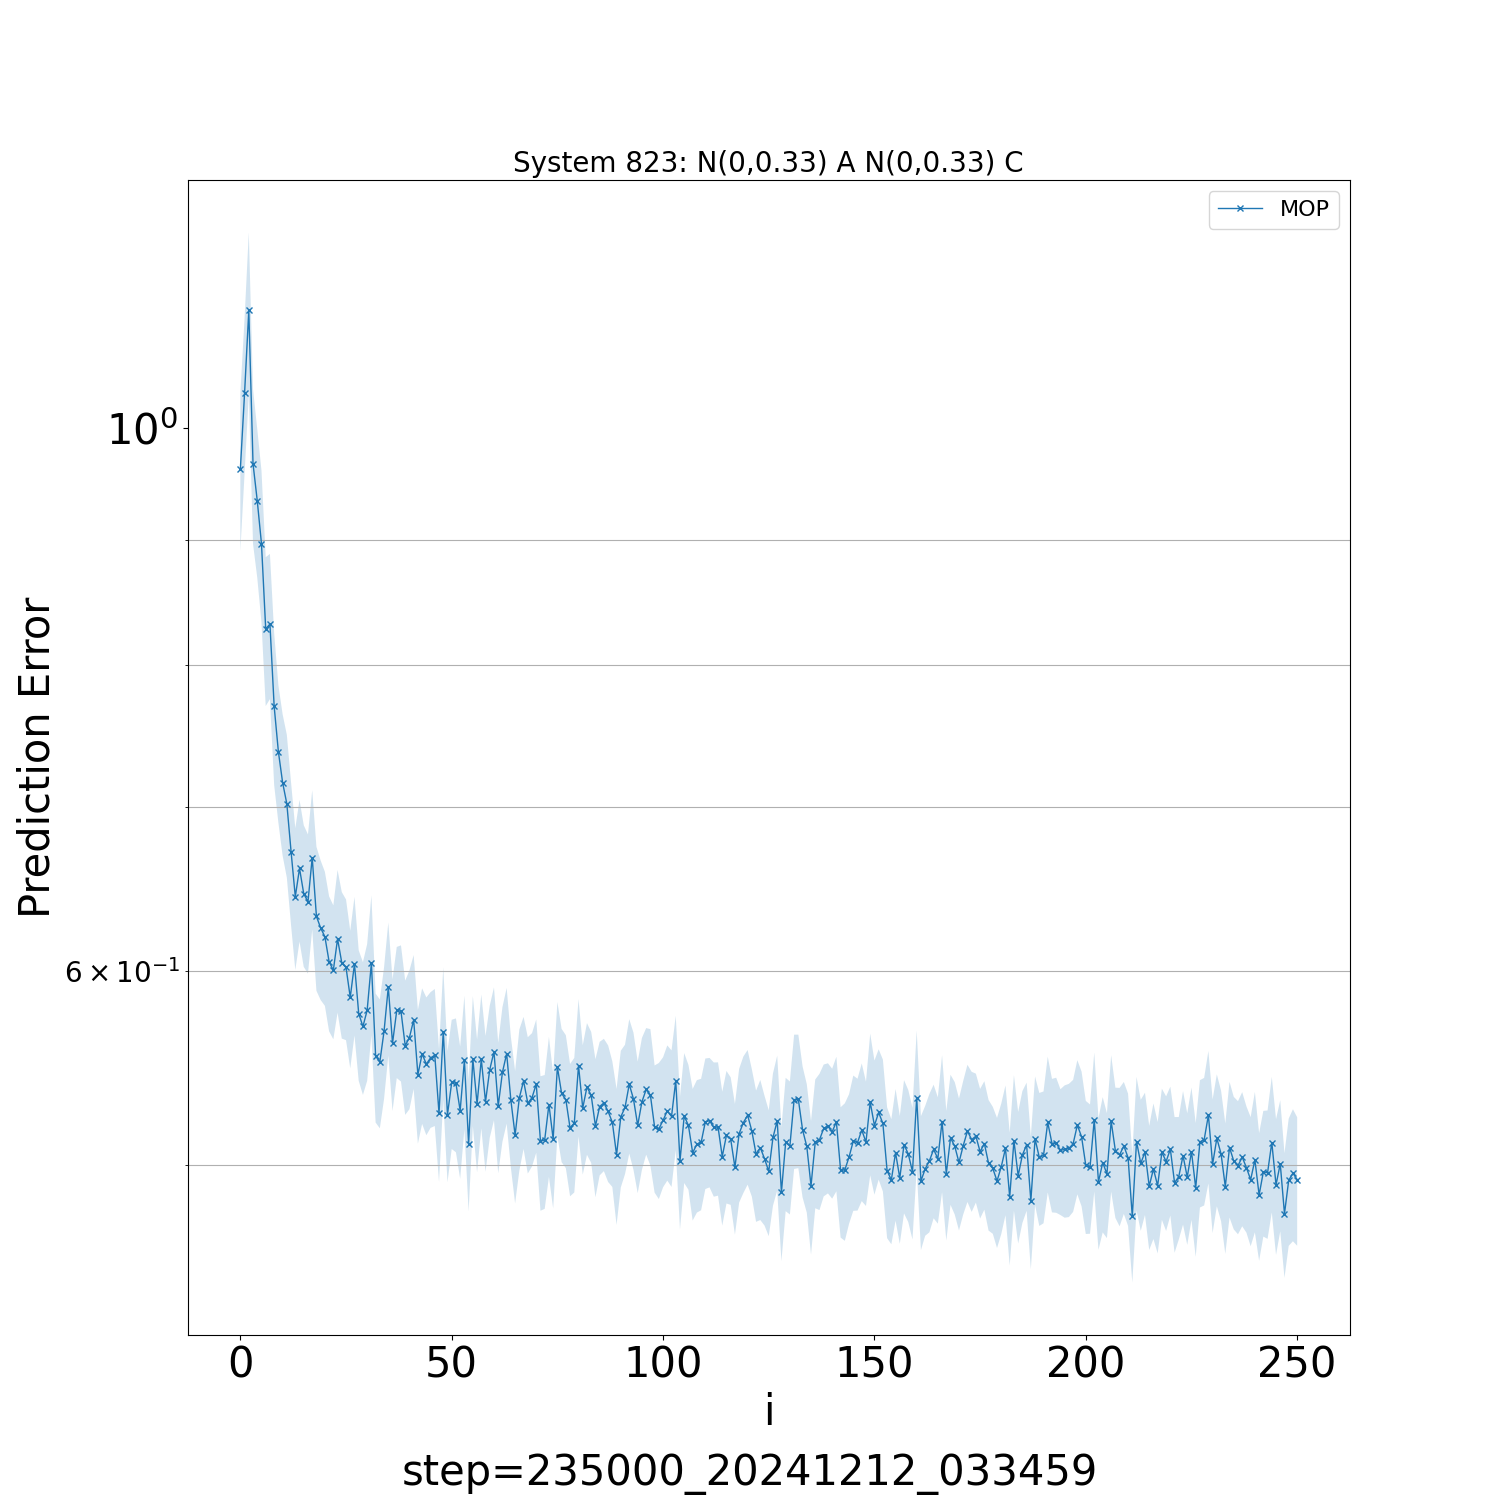 System 823: N(0,0.33) A N(0,0.33) C
MOP
10⁰
6 × 10⁻¹
Prediction Error
0 50 100 150 200 250
i
step=235000_20241212_033459